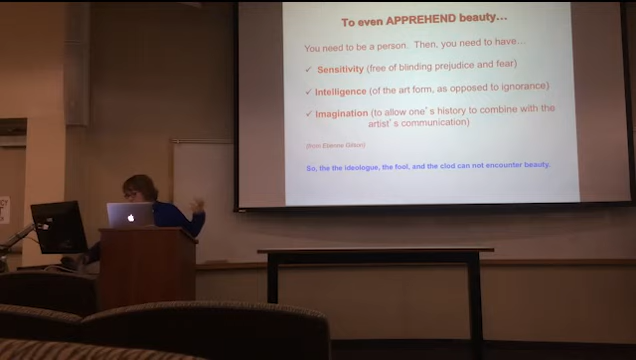 To even APPREHEND beauty…
You need to be a person. Then, you need to have…
✓ Sensitivity (free of blinding prejudice and fear)
✓ Intelligence (of the art form, as opposed to ignorance)
✓ Imagination (to allow one's history to combine with the
artist's communication)
(from Etienne Gilson)
So, the the ideologue, the fool, and the clod can not encounter beauty.